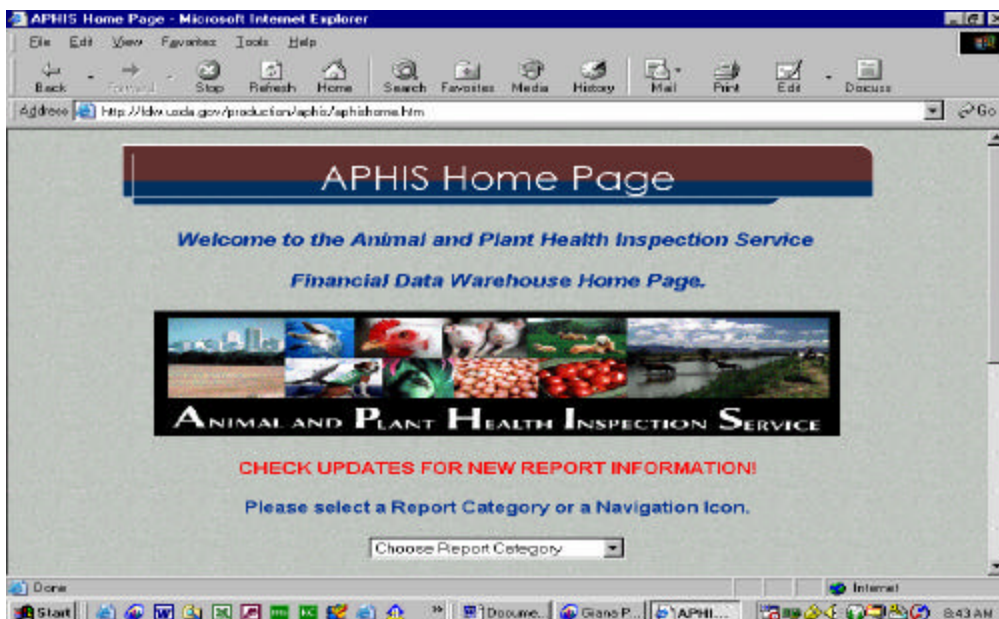 APHIS Home Page - Microsoft Internet Explorer
File Edit View Favorites Tools Help
Back Forward Stop Refresh Home Search Favorites Media History Mail Print Edit Discuss
Address http://fdw.usda.gov/production/aphis/aphishome.htm Go
APHIS Home Page
Welcome to the Animal and Plant Health Inspection Service
Financial Data Warehouse Home Page.
ANIMAL AND PLANT HEALTH INSPECTION SERVICE
CHECK UPDATES FOR NEW REPORT INFORMATION!
Please select a Report Category or a Navigation Icon.
Choose Report Category
Done Internet
Start Docume... Giana P... APHI... 8:43 AM